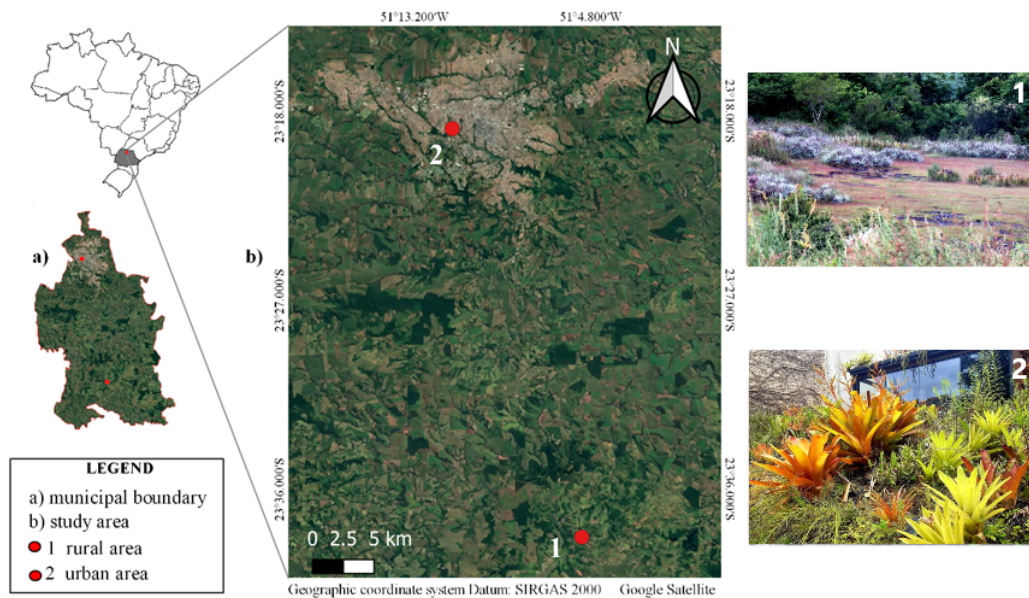 51°13.200'W 51°4.800'W
N
1
23°18.000'S
23°18.000'S
2
a)
b)
23°27.000'S
23°27.000'S
2
LEGEND
a) municipal boundary
b) study area
1 rural area
2 urban area
23°36.000'S
23°36.000'S
0 2.5 5 km
1
Geographic coordinate system Datum: SIRGAS 2000 Google Satellite